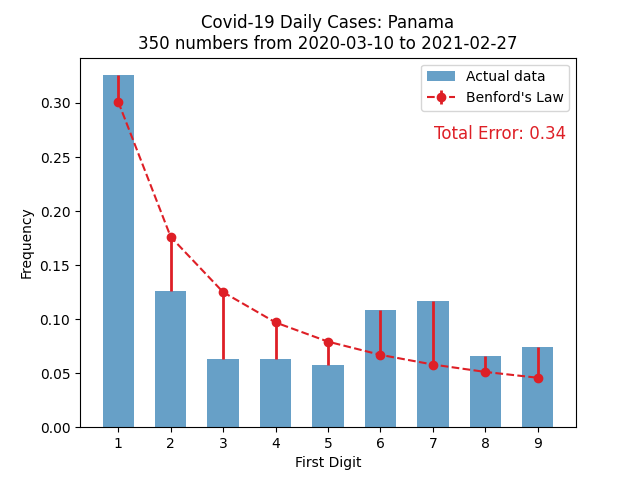 Covid-19 Daily Cases: Panama
350 numbers from 2020-03-10 to 2021-02-27
Actual data
Benford's Law
Total Error: 0.34
Frequency
0.30
0.25
0.20
0.15
0.10
0.05
0.00
1 2 3 4 5 6 7 8 9
First Digit